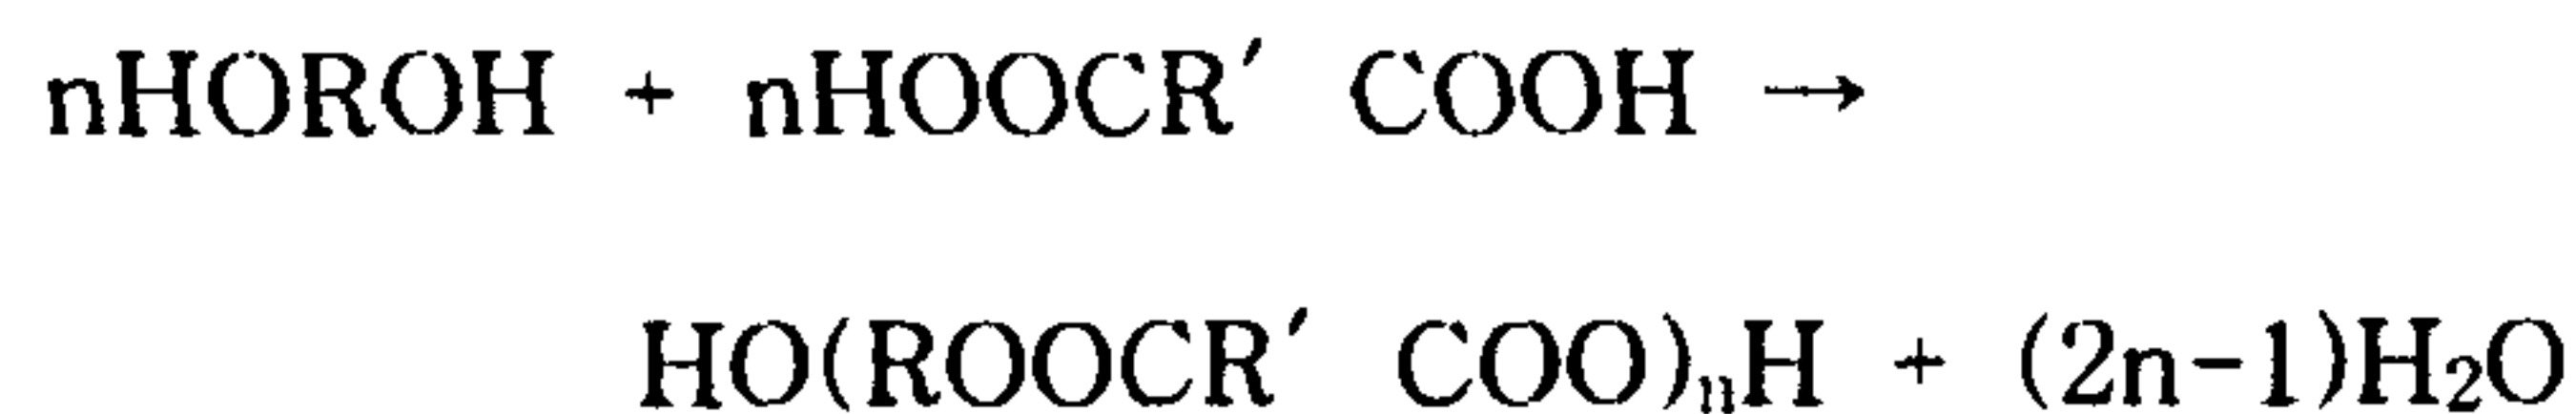 nHOROH + nHOOCR′ COOH →
HO(ROOCR′ COO)ₙH + (2n-1)H₂O